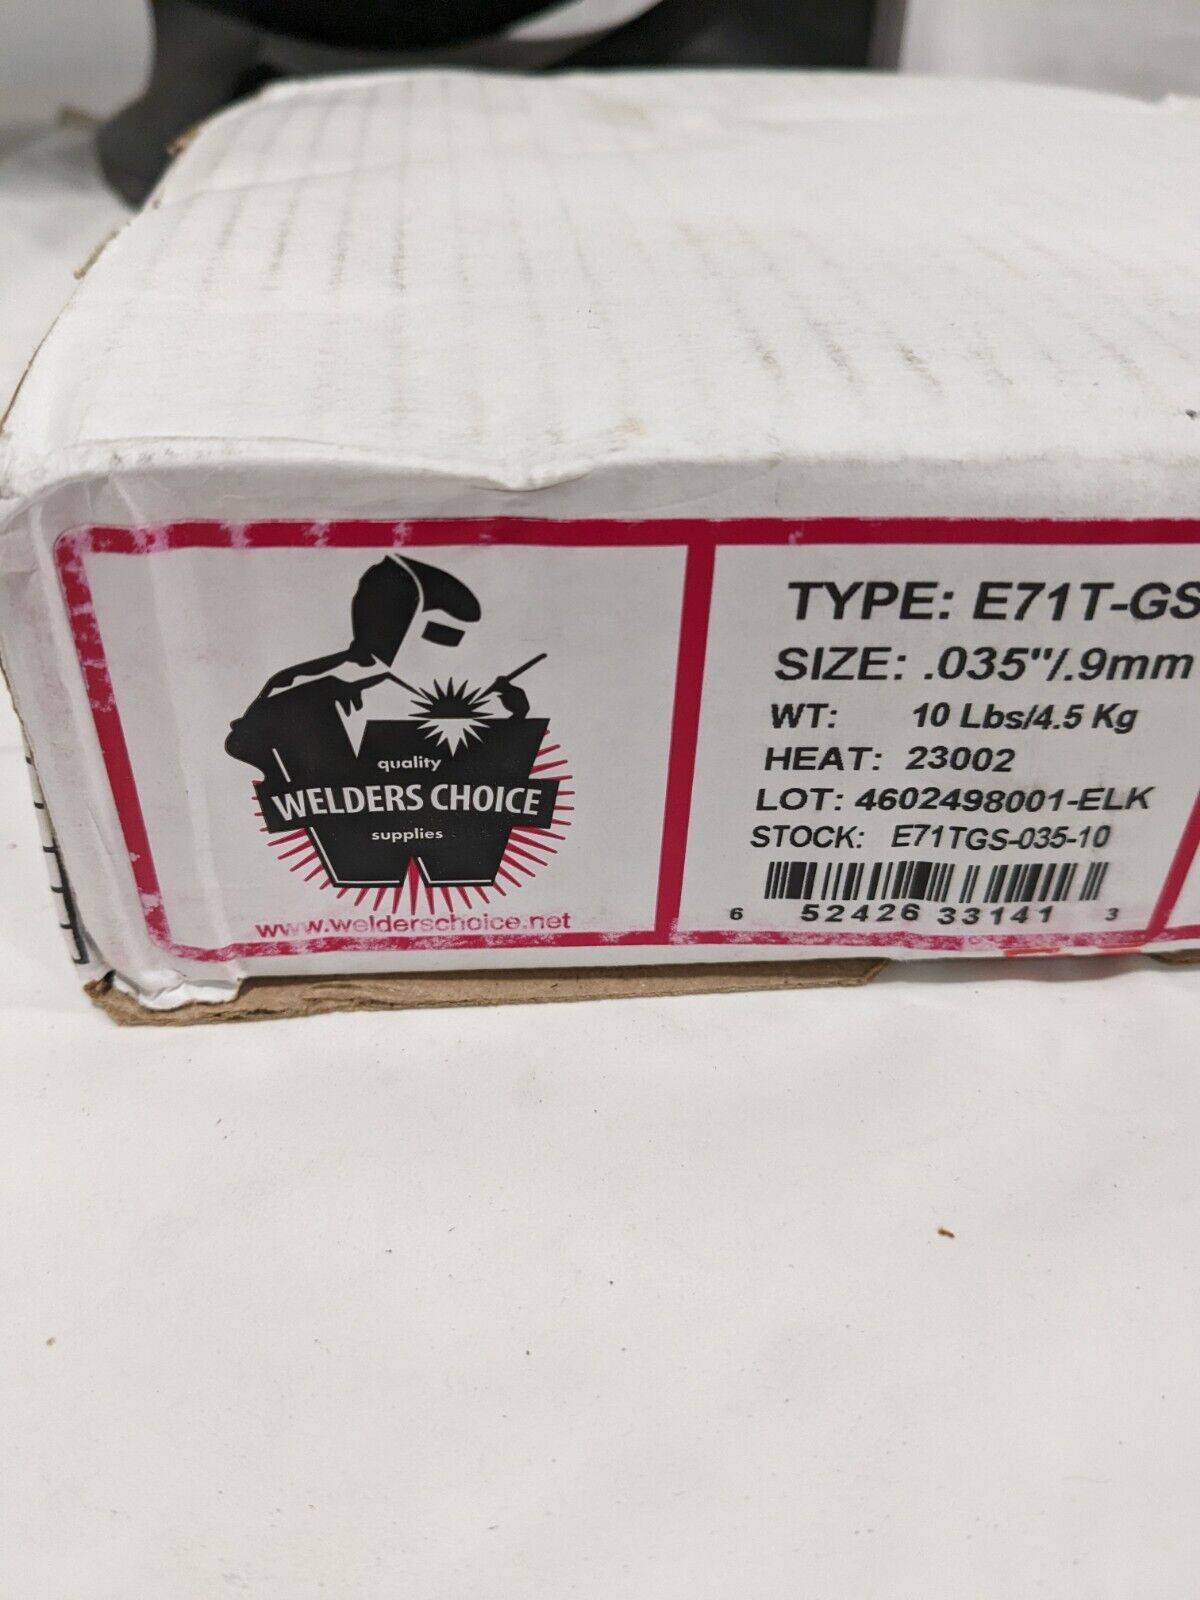 quality
WELDERS CHOICE
supplies
www.welderschoice.net
TYPE: E71T-GS
SIZE: .035"/.9mm
WT: 10 Lbs/4.5 Kg
HEAT: 23002
LOT: 4602498001-ELK
STOCK: E71TGS-035-10
6 52426 33141 3